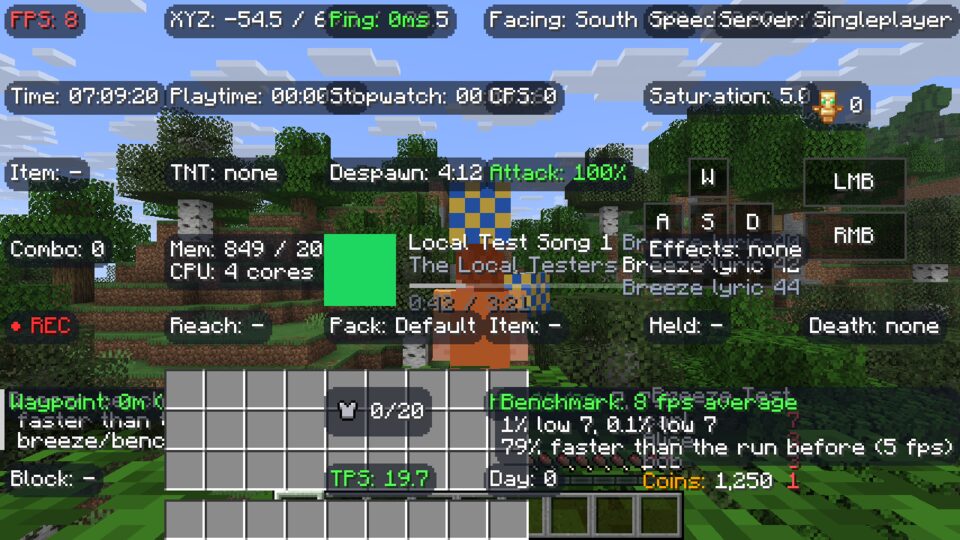 FPS: 8
XYZ: -54.5 / 6
Ping: 0ms 5
Facing: South
Speed
Server: Singleplayer
Time: 07:09:20
Playtime: 00:00
Stopwatch: 00
CPS: 0
Saturation: 5.0
0
Item: -
TNT: none
Despawn: 4:12
Attack: 100%
W
LMB
A S D
RMB
Combo: 0
Mem: 849 / 20
CPU: 4 cores
Local Test Song 1
The Local Testers
0:42 / 3:21
Effects: none
Breeze lyric 42
Breeze lyric 44
REC
Reach: -
Pack: Default
Item: -
Held: -
Death: none
Breeze Test
Waypoint: 0m
faster than
breeze/benc
0/20
Benchmark: 8 fps average
1% low 7, 0.1% low 7
79% faster than the run before (5 fps)
Block: -
TPS: 19.7
Day: 0
Coins: 1,250
1